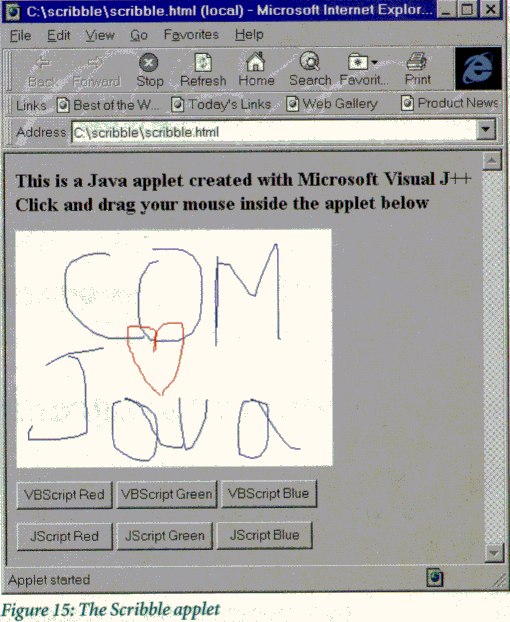 C:\scribble\scribble.html (local) - Microsoft Internet Explor...
File Edit View Go Favorites Help
Back Forward Stop Refresh Home Search Favorit... Print
Links Best of the W... Today's Links Web Gallery Product News
Address C:\scribble\scribble.html
This is a Java applet created with Microsoft Visual J++
Click and drag your mouse inside the applet below
COM
Java
VBScript Red VBScript Green VBScript Blue
JScript Red JScript Green JScript Blue
Applet started
Figure 15: The Scribble applet